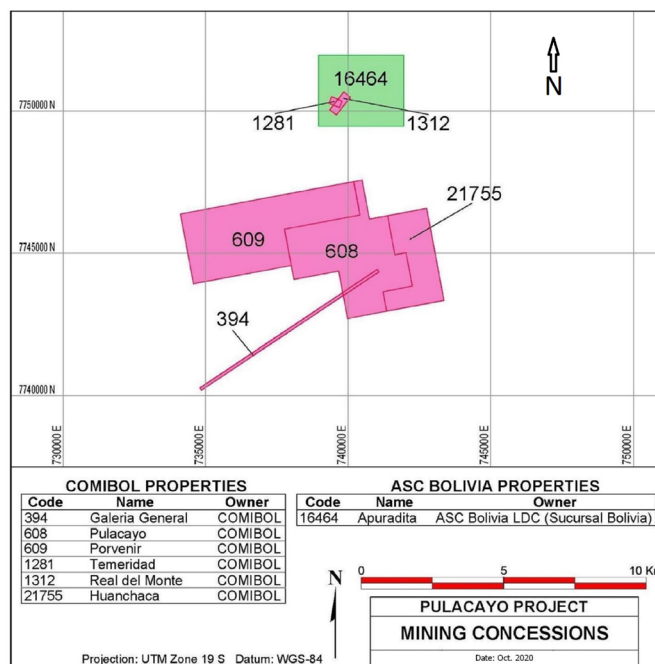 16464
7750000 N
N
1281
1312
21755
609
608
7745000 N
394
7740000 N
730000 E
735000 E
740000 E
745000 E
750000 E
COMIBOL PROPERTIES
Code Name Owner
394 Galeria General COMIBOL
608 Pulacayo COMIBOL
609 Porvenir COMIBOL
1281 Temeridad COMIBOL
1312 Real del Monte COMIBOL
21755 Huanchaca COMIBOL
ASC BOLIVIA PROPERTIES
Code Name Owner
16464 Apuradita ASC Bolivia LDC (Sucursal Bolivia)
N
0 5 10 Km
PULACAYO PROJECT
MINING CONCESSIONS
Date: Oct. 2020
Projection: UTM Zone 19 S Datum: WGS-84